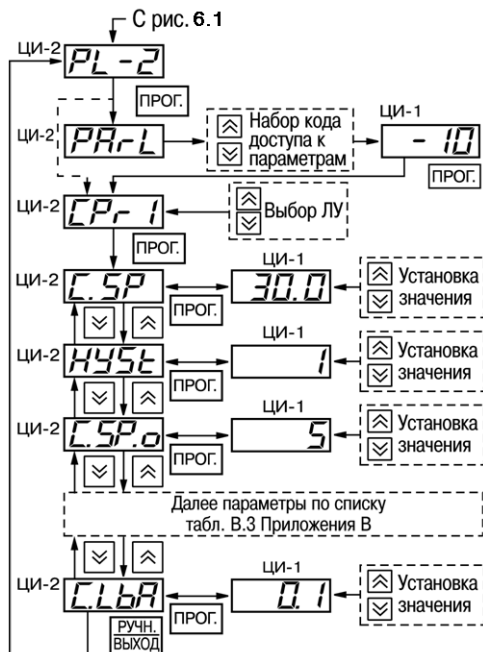 С рис. 6.1
ЦИ-2 PL-2
ПРОГ.
ЦИ-2 PArL
Набор кода
доступа к
параметрам
ЦИ-1
- 10
ПРОГ.
ЦИ-2 CPr 1
Выбор ЛУ
ПРОГ.
ЦИ-2 C.SP
ПРОГ.
ЦИ-1
30.0
Установка
значения
ЦИ-2 HYSt
ПРОГ.
ЦИ-1
1
Установка
значения
ЦИ-2 C.SP.o
ПРОГ.
ЦИ-1
5
Установка
значения
Далее параметры по списку
табл. В.3 Приложения В
ЦИ-2 C.LbA
ПРОГ.
ЦИ-1
0.1
Установка
значения
РУЧН.
ВЫХОД